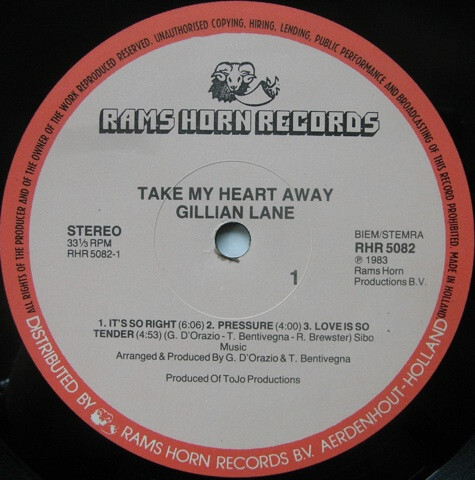 ALL RIGHTS OF THE PRODUCER AND OF THE OWNER OF THE WORK REPRODUCED RESERVED. UNAUTHORISED COPYING, HIRING, LENDING, PUBLIC PERFORMANCE AND BROADCASTING OF THIS RECORD PROHIBITED. MADE IN HOLLAND
RAMS HORN RECORDS
TAKE MY HEART AWAY
GILLIAN LANE
STEREO
33⅓ RPM
RHR 5082-1
BIEM/STEMRA
RHR 5082
℗ 1983
Rams Horn
Productions B.V.
1
1. IT'S SO RIGHT (6:06) 2. PRESSURE (4:00) 3. LOVE IS SO
TENDER (4:53) (G. D'Orazio - T. Bentivegna - R. Brewster) Sibo
Music
Arranged & Produced By G. D'Orazio & T. Bentivegna
Produced Of ToJo Productions
DISTRIBUTED BY RAMS HORN RECORDS B.V. AERDENHOUT - HOLLAND